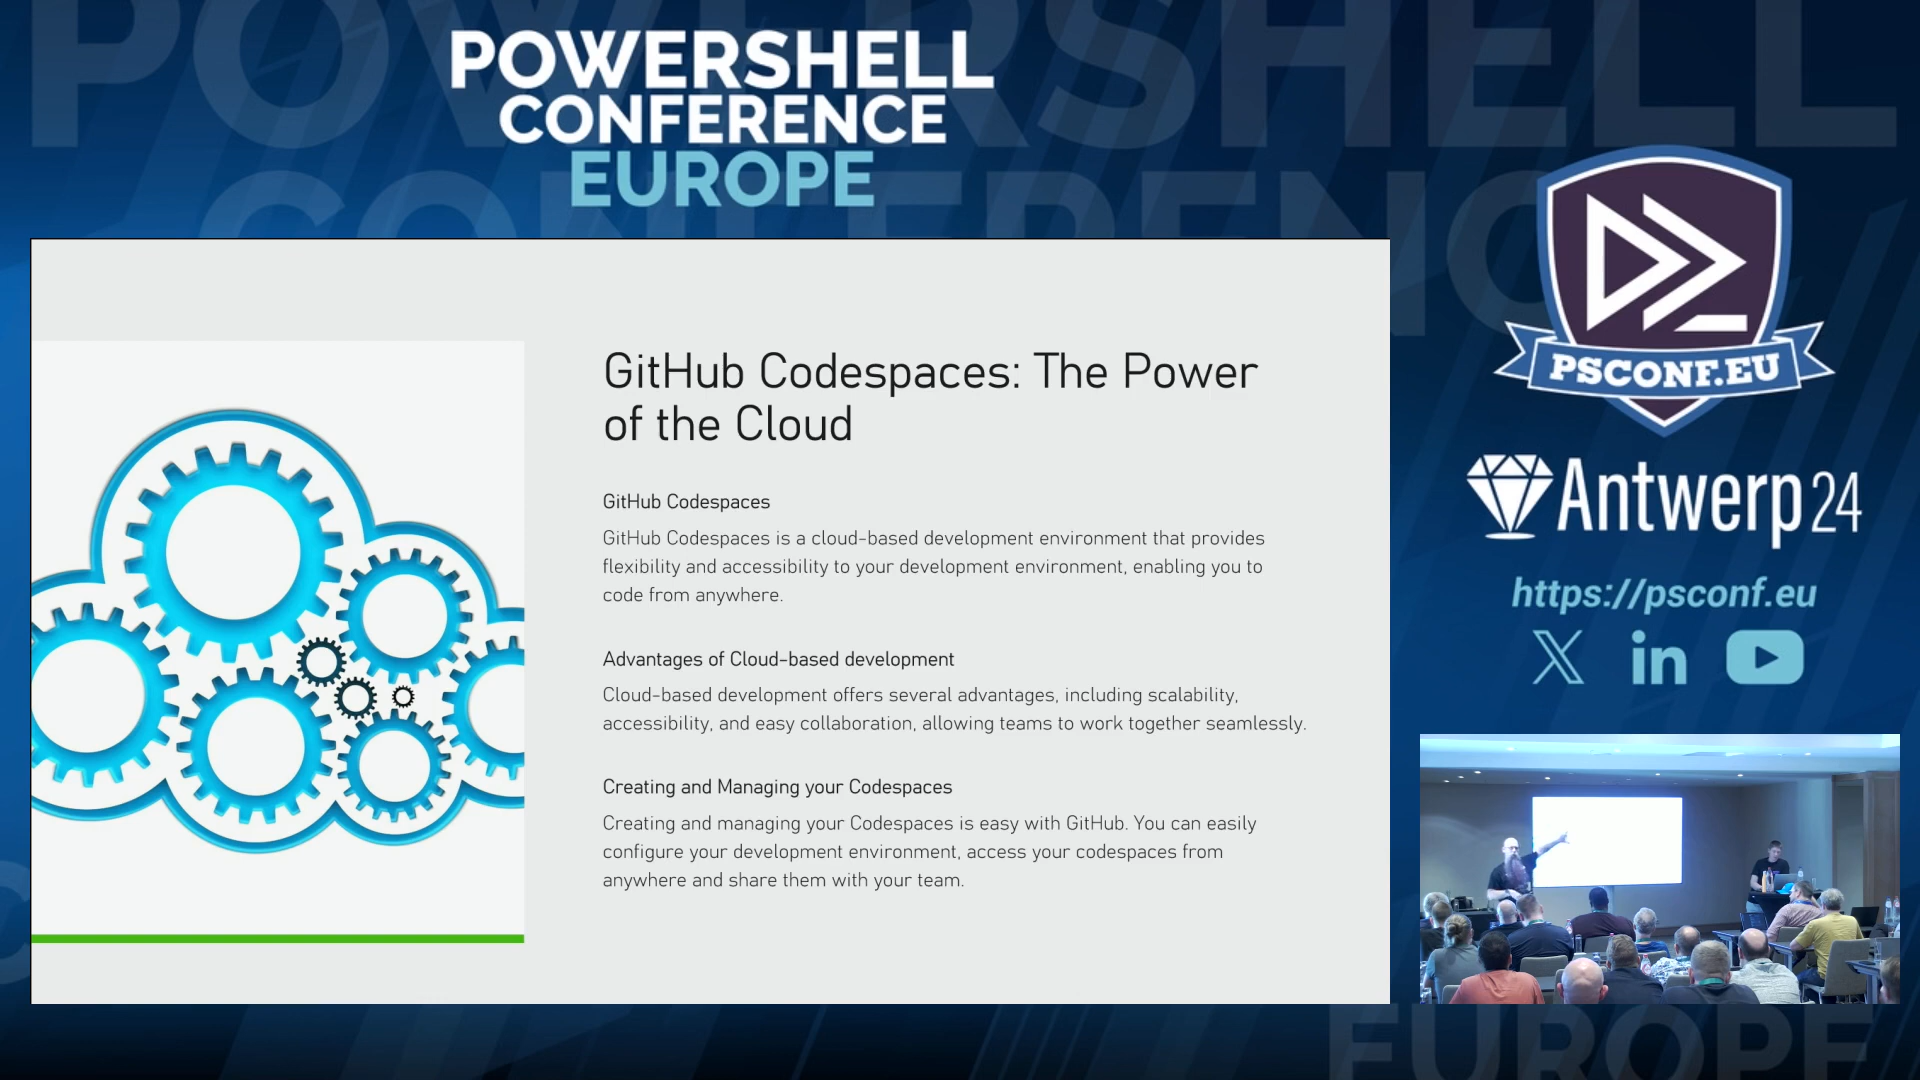 POWERSHELL
CONFERENCE
EUROPE
GitHub Codespaces: The Power
of the Cloud
GitHub Codespaces
GitHub Codespaces is a cloud-based development environment that provides
flexibility and accessibility to your development environment, enabling you to
code from anywhere.
Advantages of Cloud-based development
Cloud-based development offers several advantages, including scalability,
accessibility, and easy collaboration, allowing teams to work together seamlessly.
Creating and Managing your Codespaces
Creating and managing your Codespaces is easy with GitHub. You can easily
configure your development environment, access your codespaces from
anywhere and share them with your team.
PSCONF.EU
Antwerp 24
https://psconf.eu
X
in
POWERSHELL
CONFERENCE
EUROPE